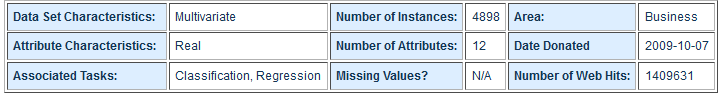 Data Set Characteristics: Multivariate Number of Instances: 4898 Area: Business
Attribute Characteristics: Real Number of Attributes: 12 Date Donated 2009-10-07
Associated Tasks: Classification, Regression Missing Values? N/A Number of Web Hits: 1409631